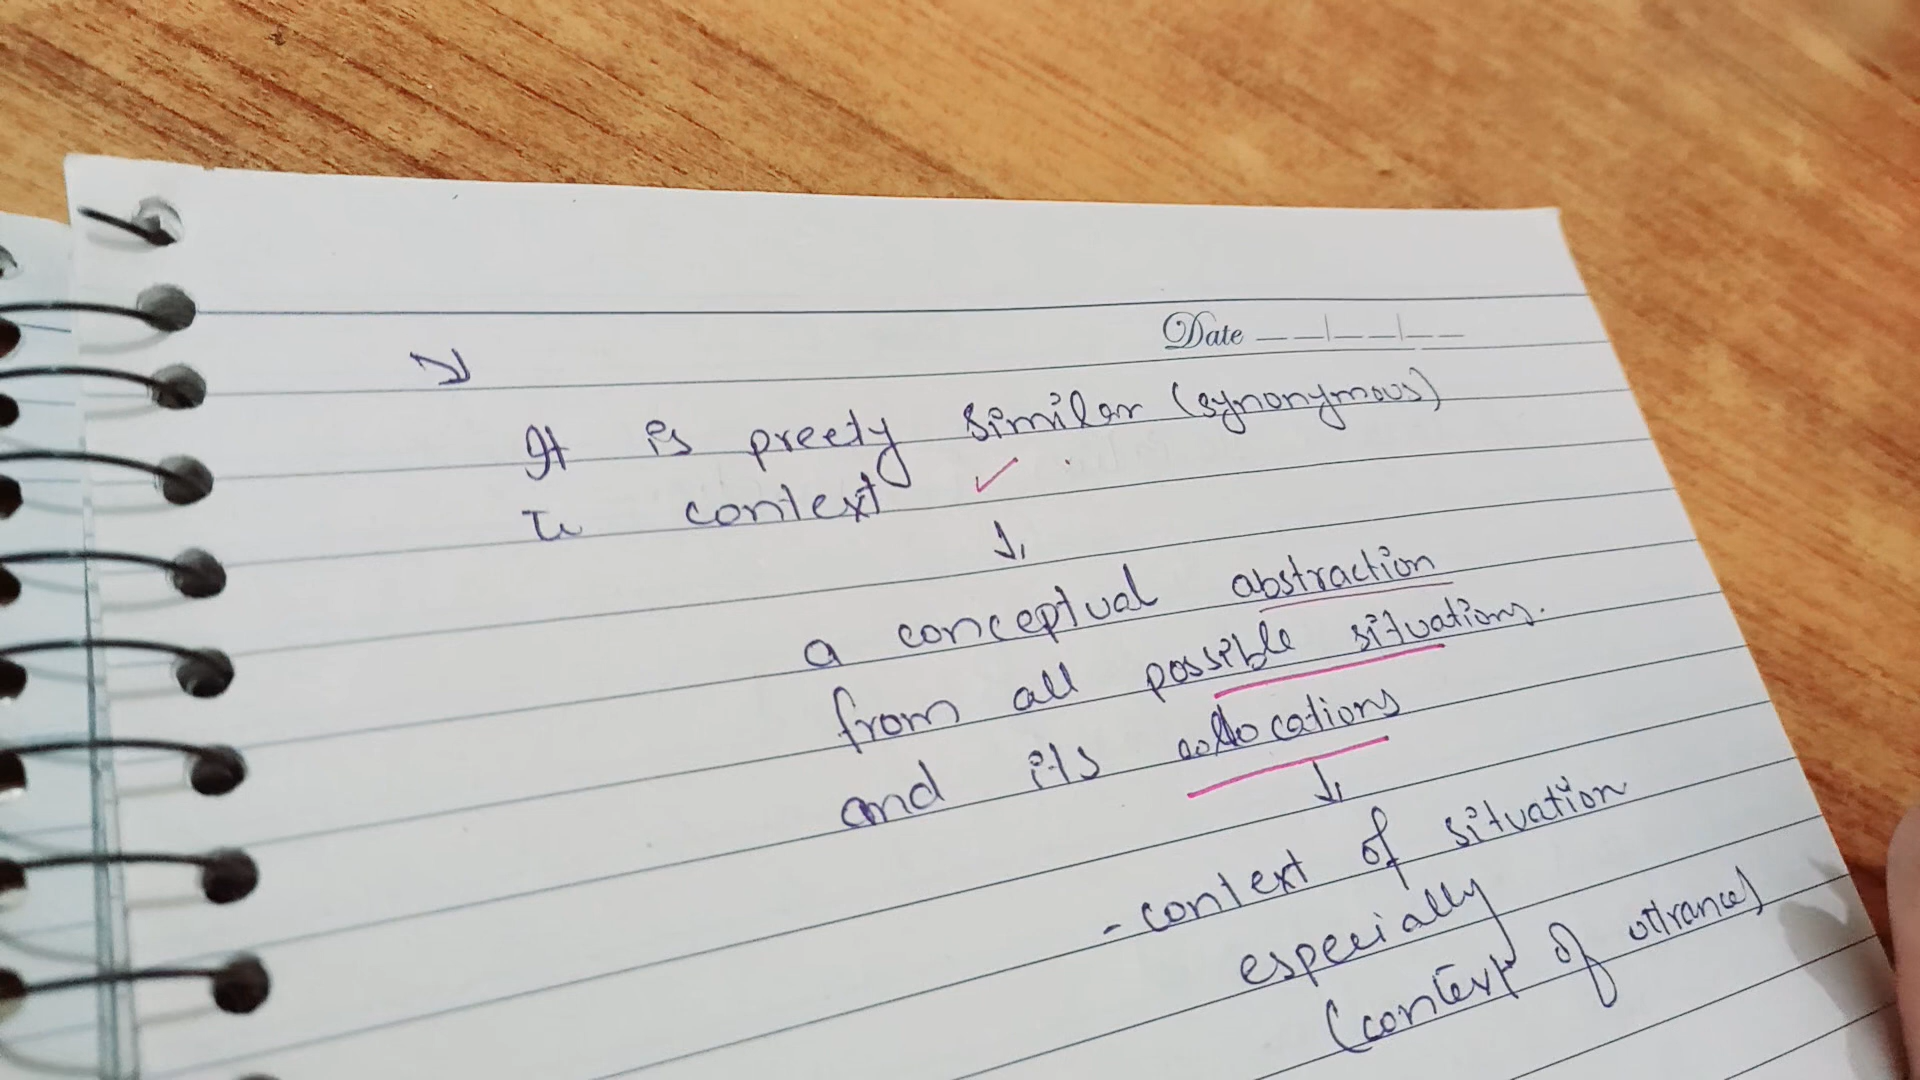 Date
It is preety similar (synonymous)
to context
a conceptual abstraction
from all possible situations.
and its collocations
- context of situation
especially
(context of uttrance)